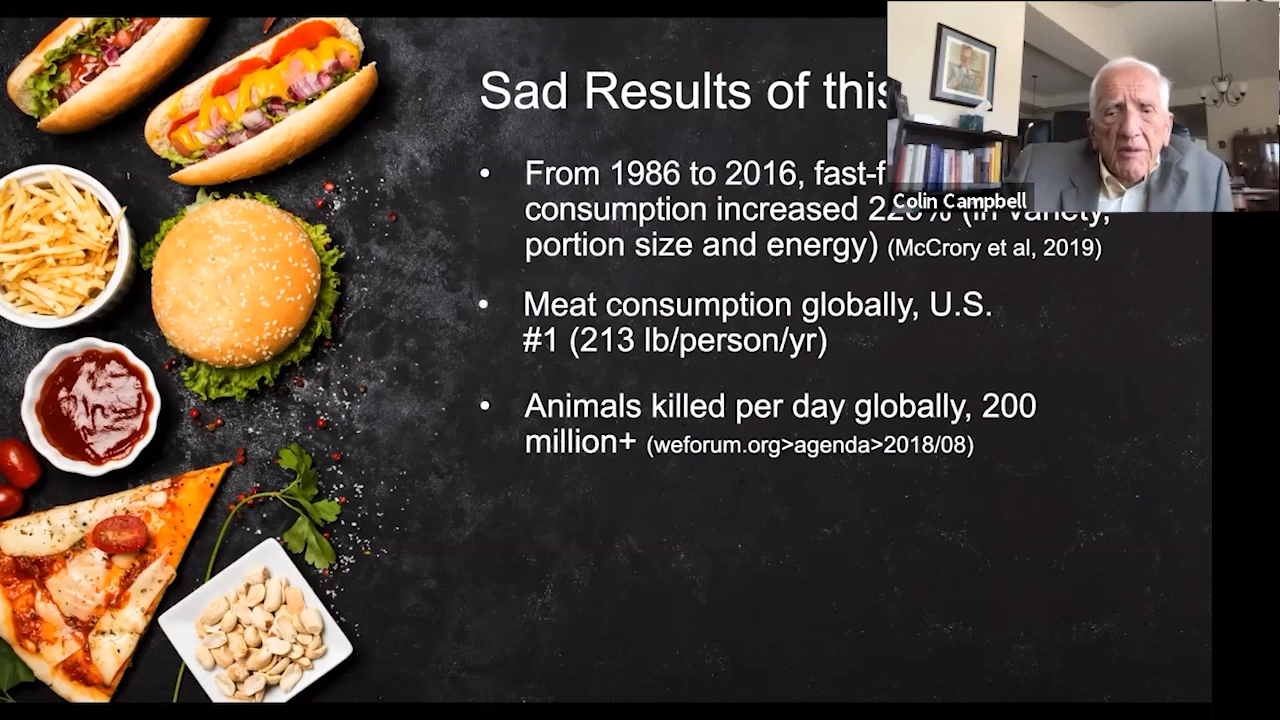 Sad Results of this
• From 1986 to 2016, fast-f
consumption increased (in variety,
portion size and energy) (McCrory et al, 2019)
• Meat consumption globally, U.S.
#1 (213 lb/person/yr)
• Animals killed per day globally, 200
million+ (weforum.org>agenda>2018/08)
Colin Campbell